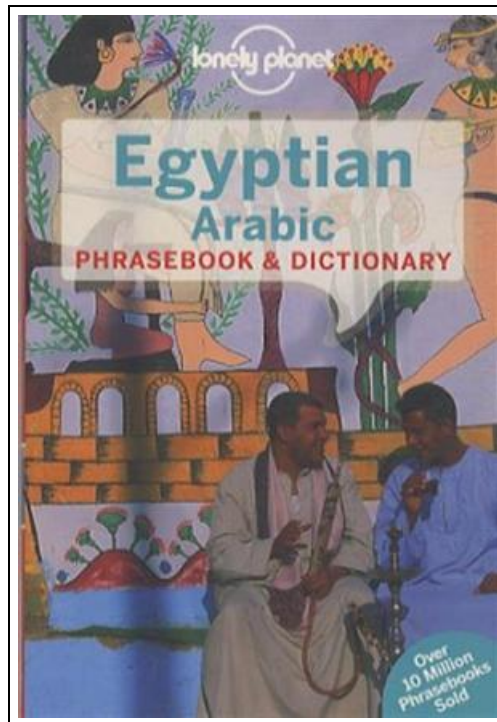 lonely planet
Egyptian
Arabic
PHRASEBOOK & DICTIONARY
Over
10 Million
Phrasebooks
Sold